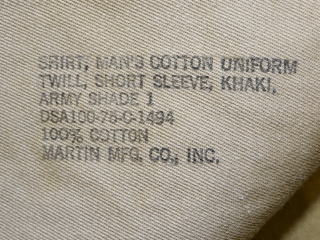 SHIRT, MAN'S COTTON UNIFORM
TWILL, SHORT SLEEVE, KHAKI,
ARMY SHADE 1
DSA100-75-C-1494
100% COTTON
MARTIN MFG. CO., INC.